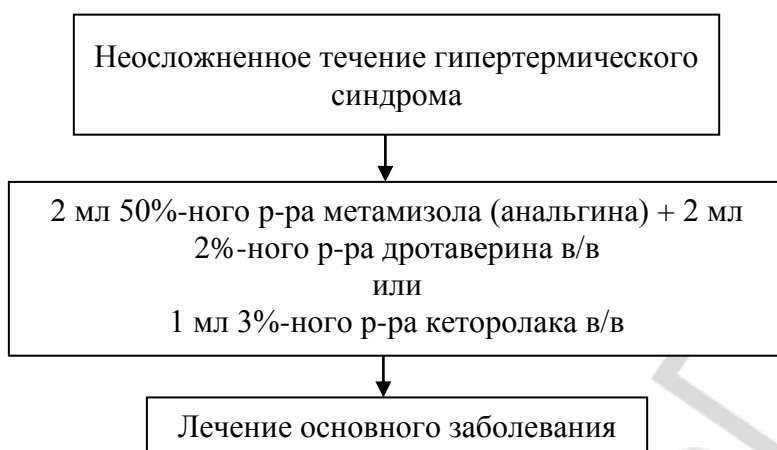 Неосложненное течение гипертермического
синдрома
2 мл 50%-ного р-ра метамизола (анальгина) + 2 мл
2%-ного р-ра дротаверина в/в
или
1 мл 3%-ного р-ра кеторолака в/в
Лечение основного заболевания